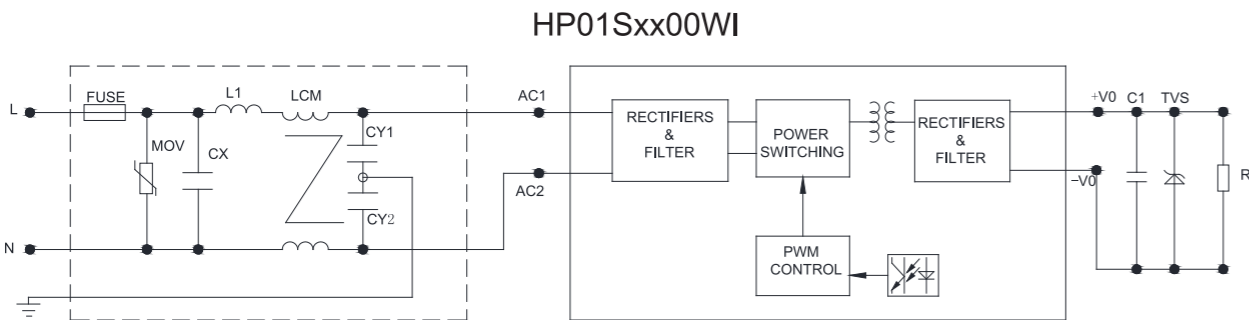 HP01Sxx00WI
L
FUSE
L1
LCM
AC1
RECTIFIERS
&
FILTER
POWER
SWITCHING
RECTIFIERS
&
FILTER
+V0
C1
TVS
MOV
CX
CY1
AC2
−V0
R
CY2
N
PWM
CONTROL